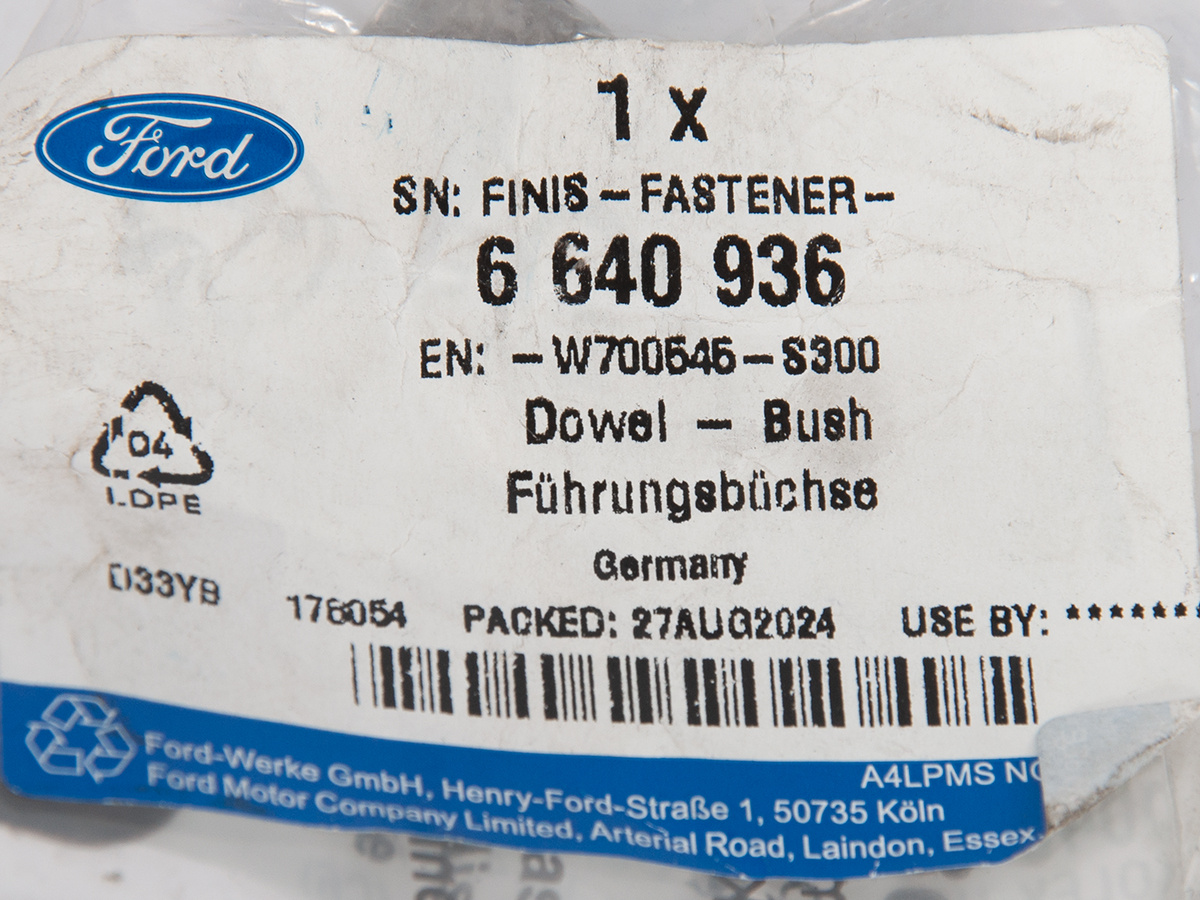 Ford
1 x
SN: FINIS - FASTENER -
6 640 936
EN: - W700545 - S300
Dowel - Bush
Führungsbüchse
Germany
04
LDPE
D33YB
176054 PACKED: 27AUG2024 USE BY: *******
A4LPMS
Ford-Werke GmbH, Henry-Ford-Straße 1, 50735 Köln
Ford Motor Company Limited, Arterial Road, Laindon, Essex.